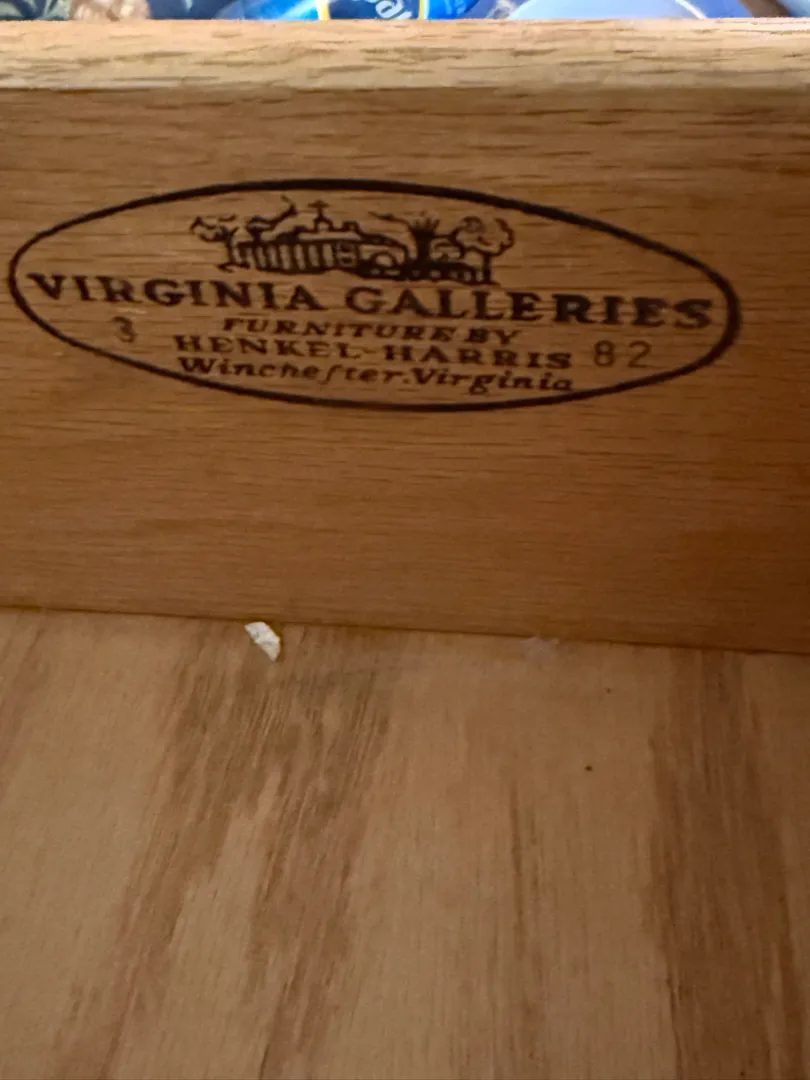 VIRGINIA GALLERIES
FURNITURE BY
3 HENKEL-HARRIS 82
Wincheſter. Virginia